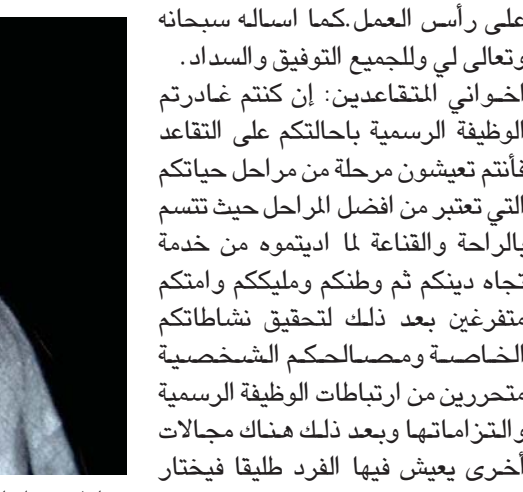 على رأس العمل.كما اساله سبحانه
وتعالى لي وللجميع التوفيق والسداد.
اخواني المتقاعدين: إن كنتم غادرتم
الوظيفة الرسمية باحالتكم على التقاعد
فأنتم تعيشون مرحلة من مراحل حياتكم
التي تعتبر من افضل المراحل حيث تتسم
بالراحة والقناعة لما اديتموه من خدمة
تجاه دينكم ثم وطنكم ومليككم وامتكم
متفرغين بعد ذلك لتحقيق نشاطاتكم
الخاصة ومصالحكم الشخصية
متحررين من ارتباطات الوظيفة الرسمية
والتزاماتها وبعد ذلك هناك مجالات
أخرى يعيش فيها الفرد طليقا فيختار